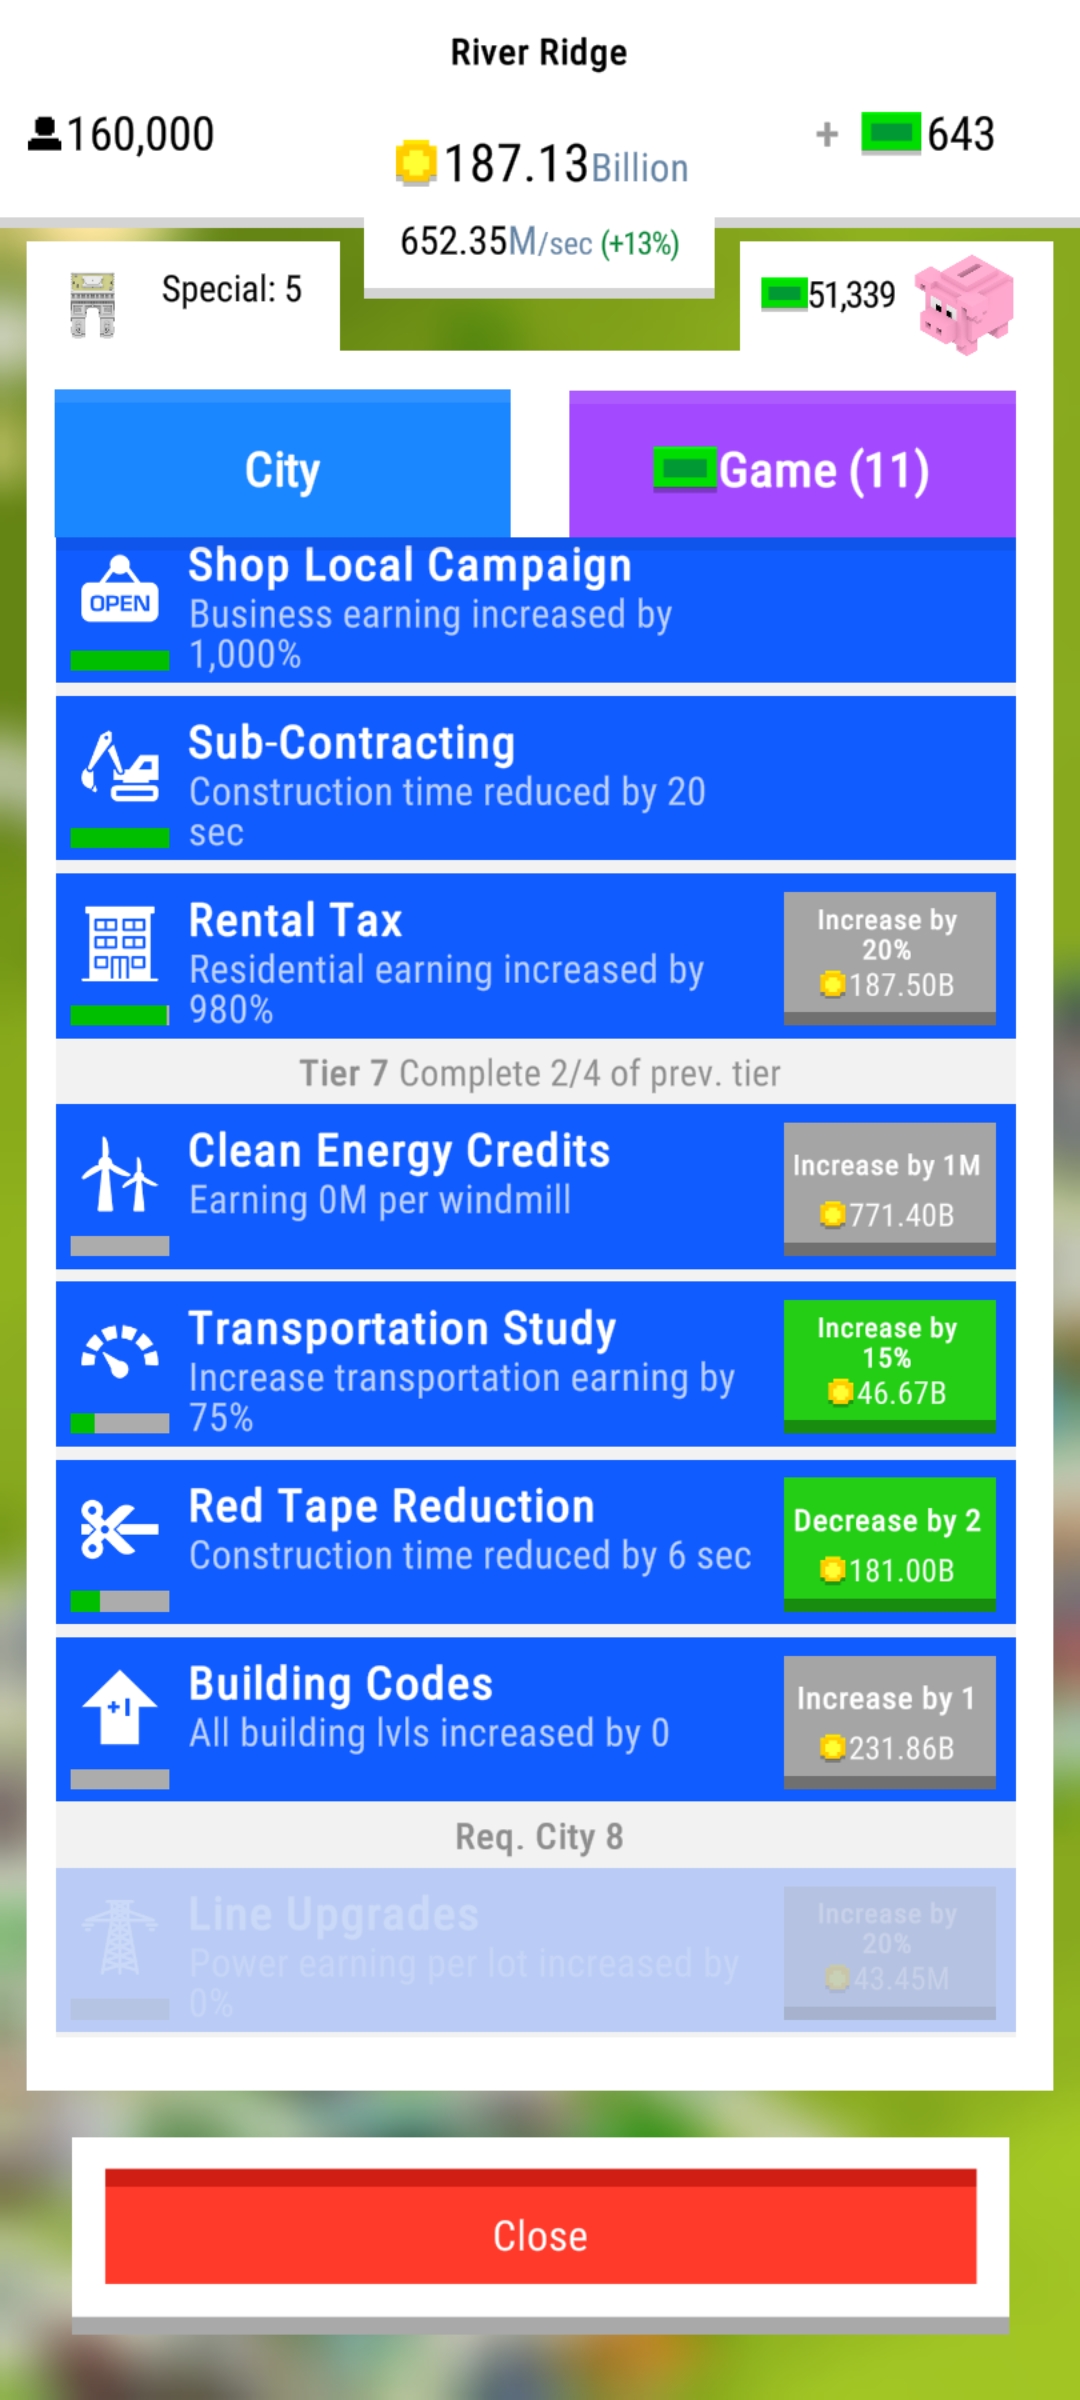 River Ridge
160,000
187.13Billion
+ 643
652.35M/sec (+13%)
Special: 5
51,339
City
Game (11)
Shop Local Campaign
OPEN
Business earning increased by
1,000%
Sub-Contracting
Construction time reduced by 20
sec
Rental Tax
Residential earning increased by
980%
Increase by
20%
187.50B
Tier 7 Complete 2/4 of prev. tier
Clean Energy Credits
Earning 0M per windmill
Increase by 1M
771.40B
Transportation Study
Increase transportation earning by
75%
Increase by
15%
46.67B
Red Tape Reduction
Construction time reduced by 6 sec
Decrease by 2
181.00B
+1
Building Codes
All building lvls increased by 0
Increase by 1
231.86B
Req. City 8
Line Upgrades
Power earning per lot increased by
0%
Increase by
20%
43.45M
Close